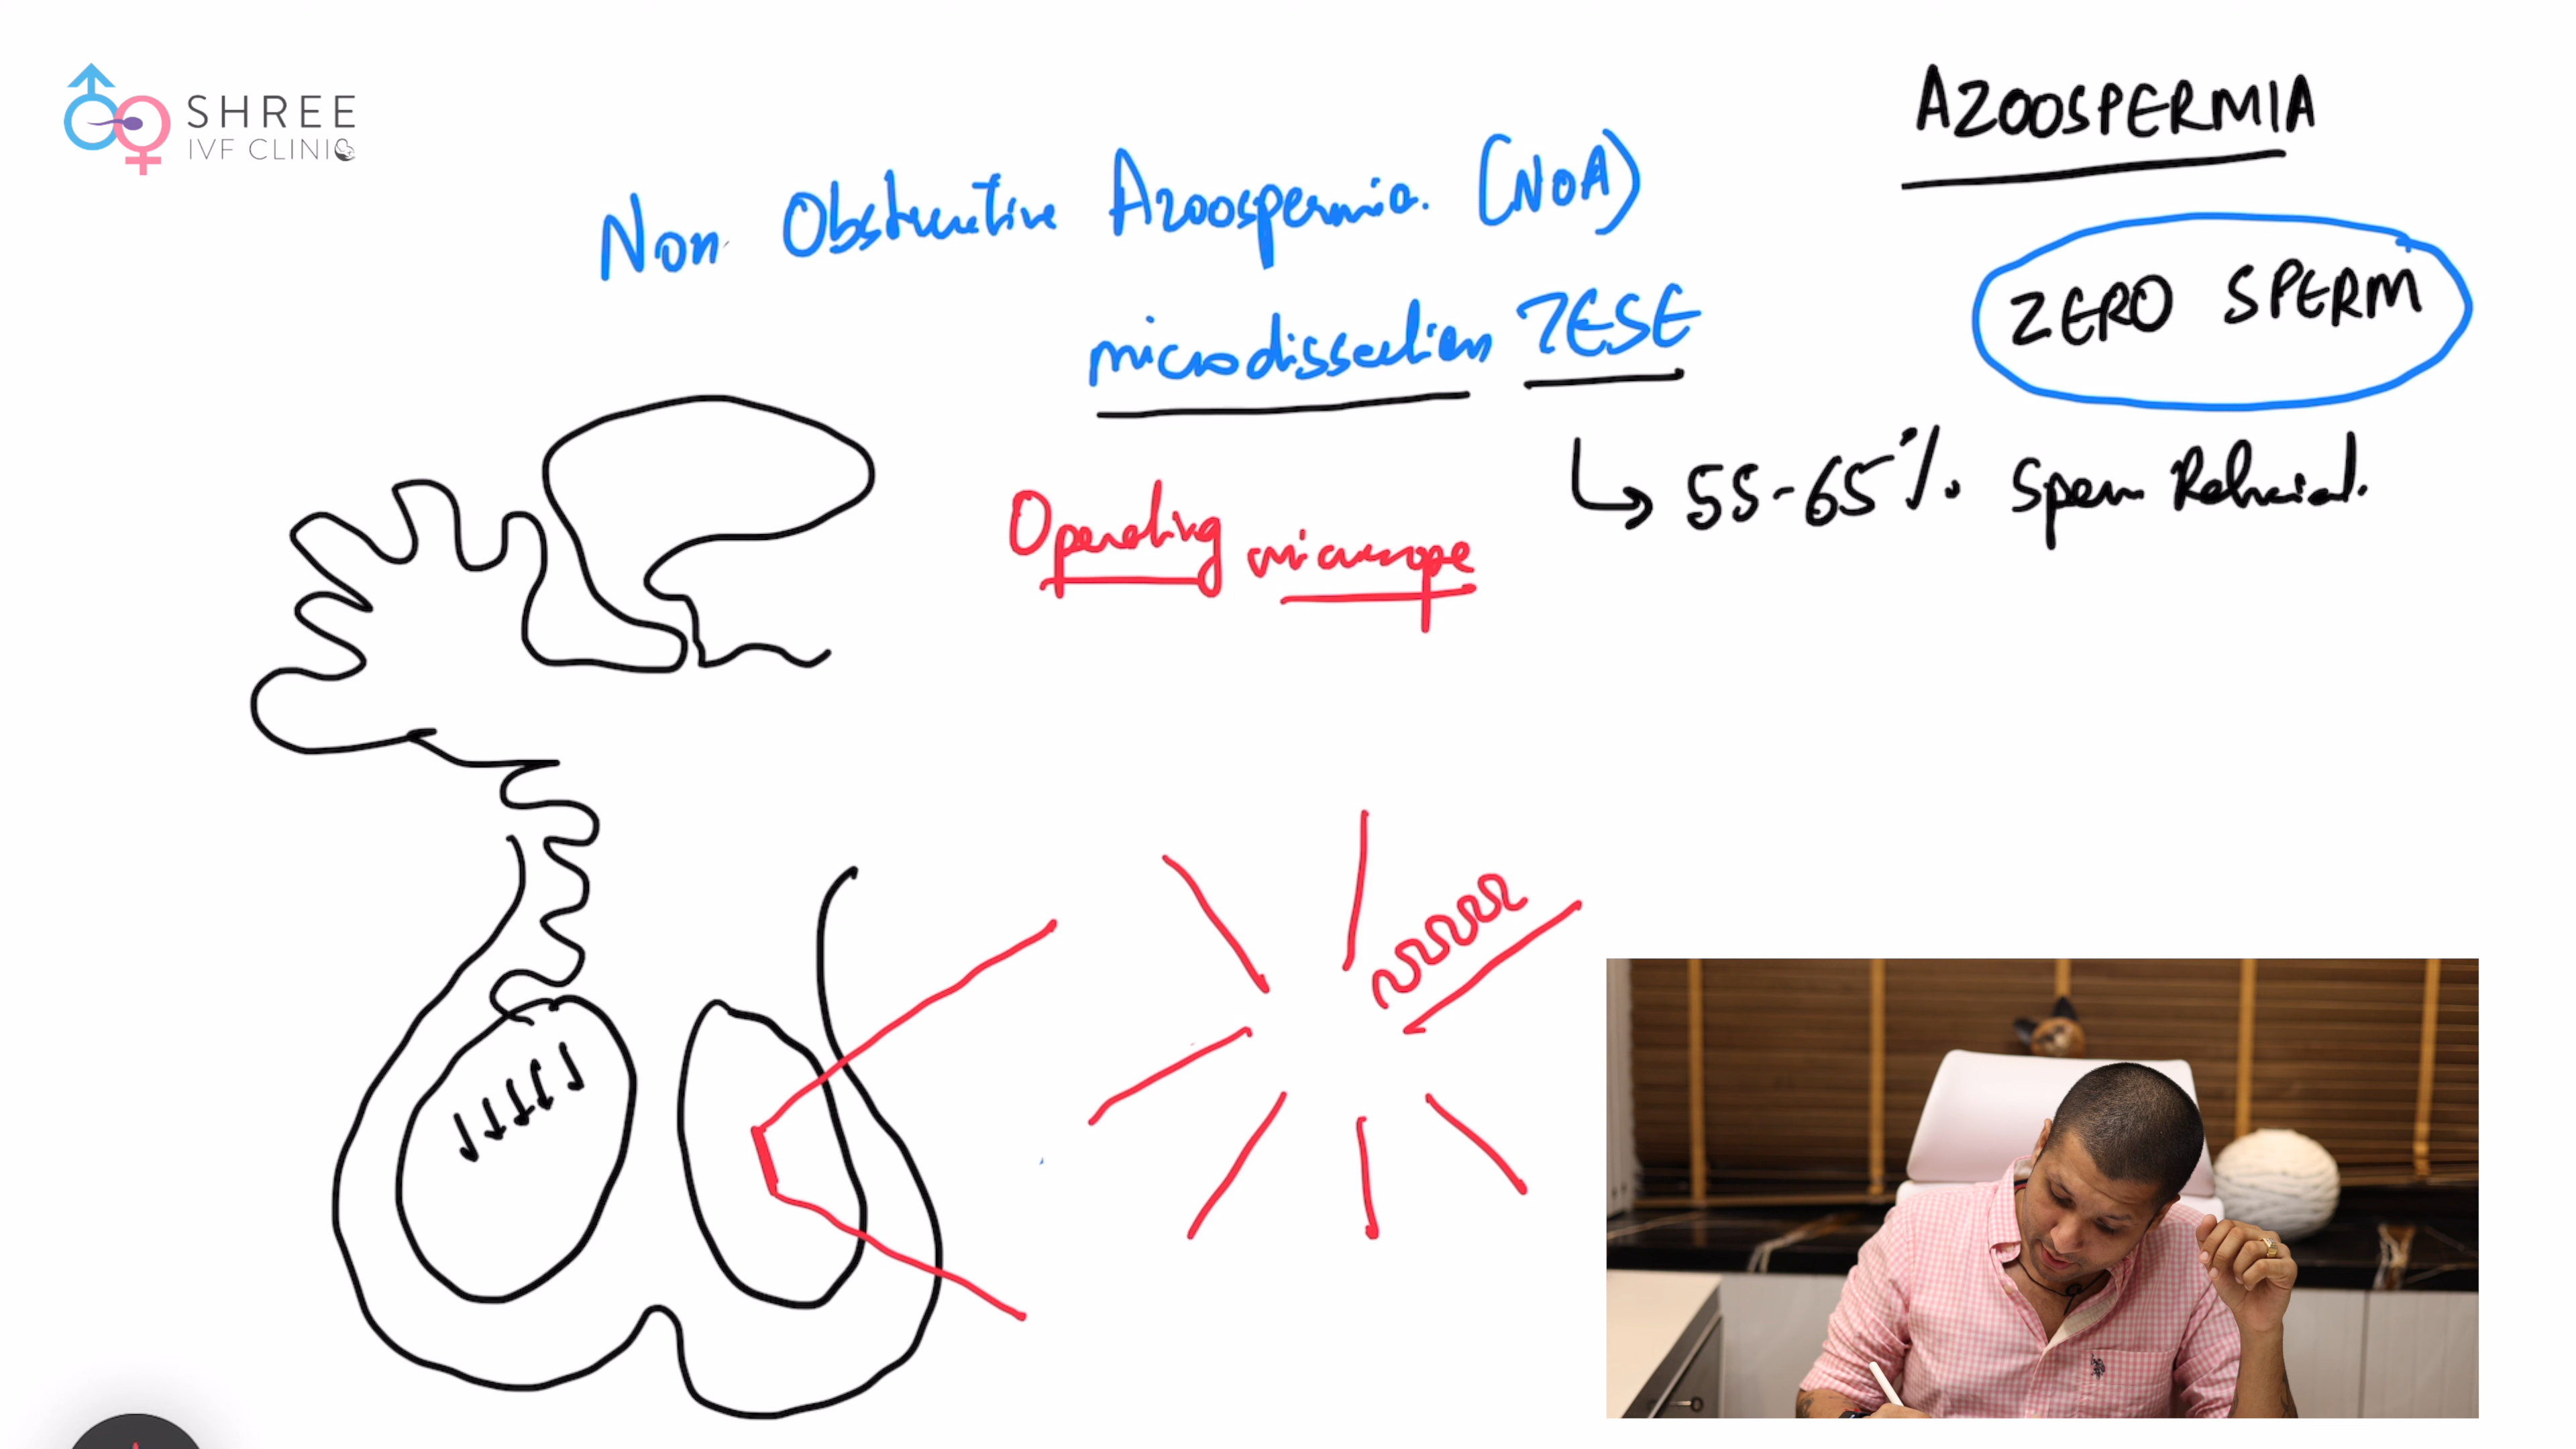 SHREE
IVF CLINIC
AZOOSPERMIA
Non Obstructive Azoospermia. (NOA)
ZERO SPERM
microdissection TESE
↳ 55-65%. Sperm Retrieval.
Operating microscope